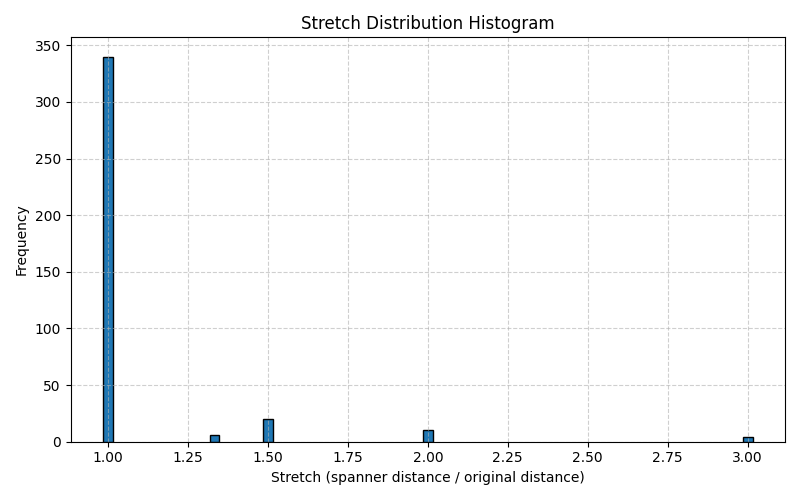 Stretch Distribution Histogram
350
300
250
200
150
100
50
0
Frequency
1.00 1.25 1.50 1.75 2.00 2.25 2.50 2.75 3.00
Stretch (spanner distance / original distance)